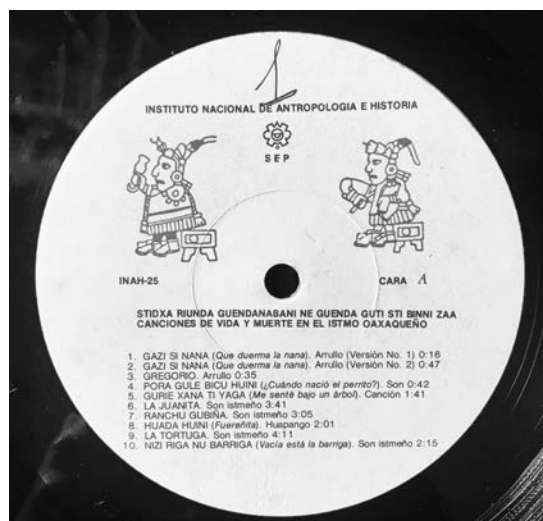 1
INSTITUTO NACIONAL DE ANTROPOLOGIA E HISTORIA
SEP
INAH-25 CARA A
STIDXA RIUNDA GUENDANABANI NE GUENDA GUTI STI BINNI ZAA
CANCIONES DE VIDA Y MUERTE EN EL ISTMO OAXAQUEÑO
1. GAZI SI NANA (Que duerma la nana). Arrullo (Versión No. 1) 0:16
2. GAZI SI NANA (Que duerma la nana). Arrullo (Versión No. 2) 0:47
3. GREGORIO. Arrullo 0:35
4. PORA GULE BICU HUINI (¿Cuándo nació el perrito?). Son 0:42
5. GURIE XANA TI YAGA (Me senté bajo un árbol). Canción 1:41
6. LA JUANITA. Son istmeño 3:41
7. RANCHU GUBIÑA. Son istmeño 3:05
8. HUADA HUINI (Fuereñita). Huapango 2:01
9. LA TORTUGA. Son istmeño 4:11
10. NIZI RIGA NU BARRIGA (Vacía está la barriga). Son istmeño 2:15